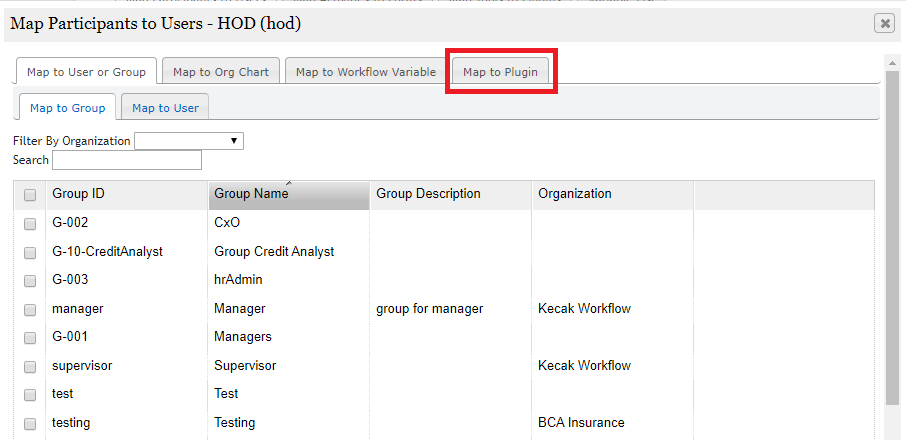 Map Participants to Users - HOD (hod)
Map to User or Group Map to Org Chart Map to Workflow Variable Map to Plugin
Map to Group Map to User
Filter By Organization
Search
Group ID Group Name Group Description Organization
G-002 CxO
G-10-CreditAnalyst Group Credit Analyst
G-003 hrAdmin
manager Manager group for manager Kecak Workflow
G-001 Managers
supervisor Supervisor Kecak Workflow
test Test
testing Testing BCA Insurance